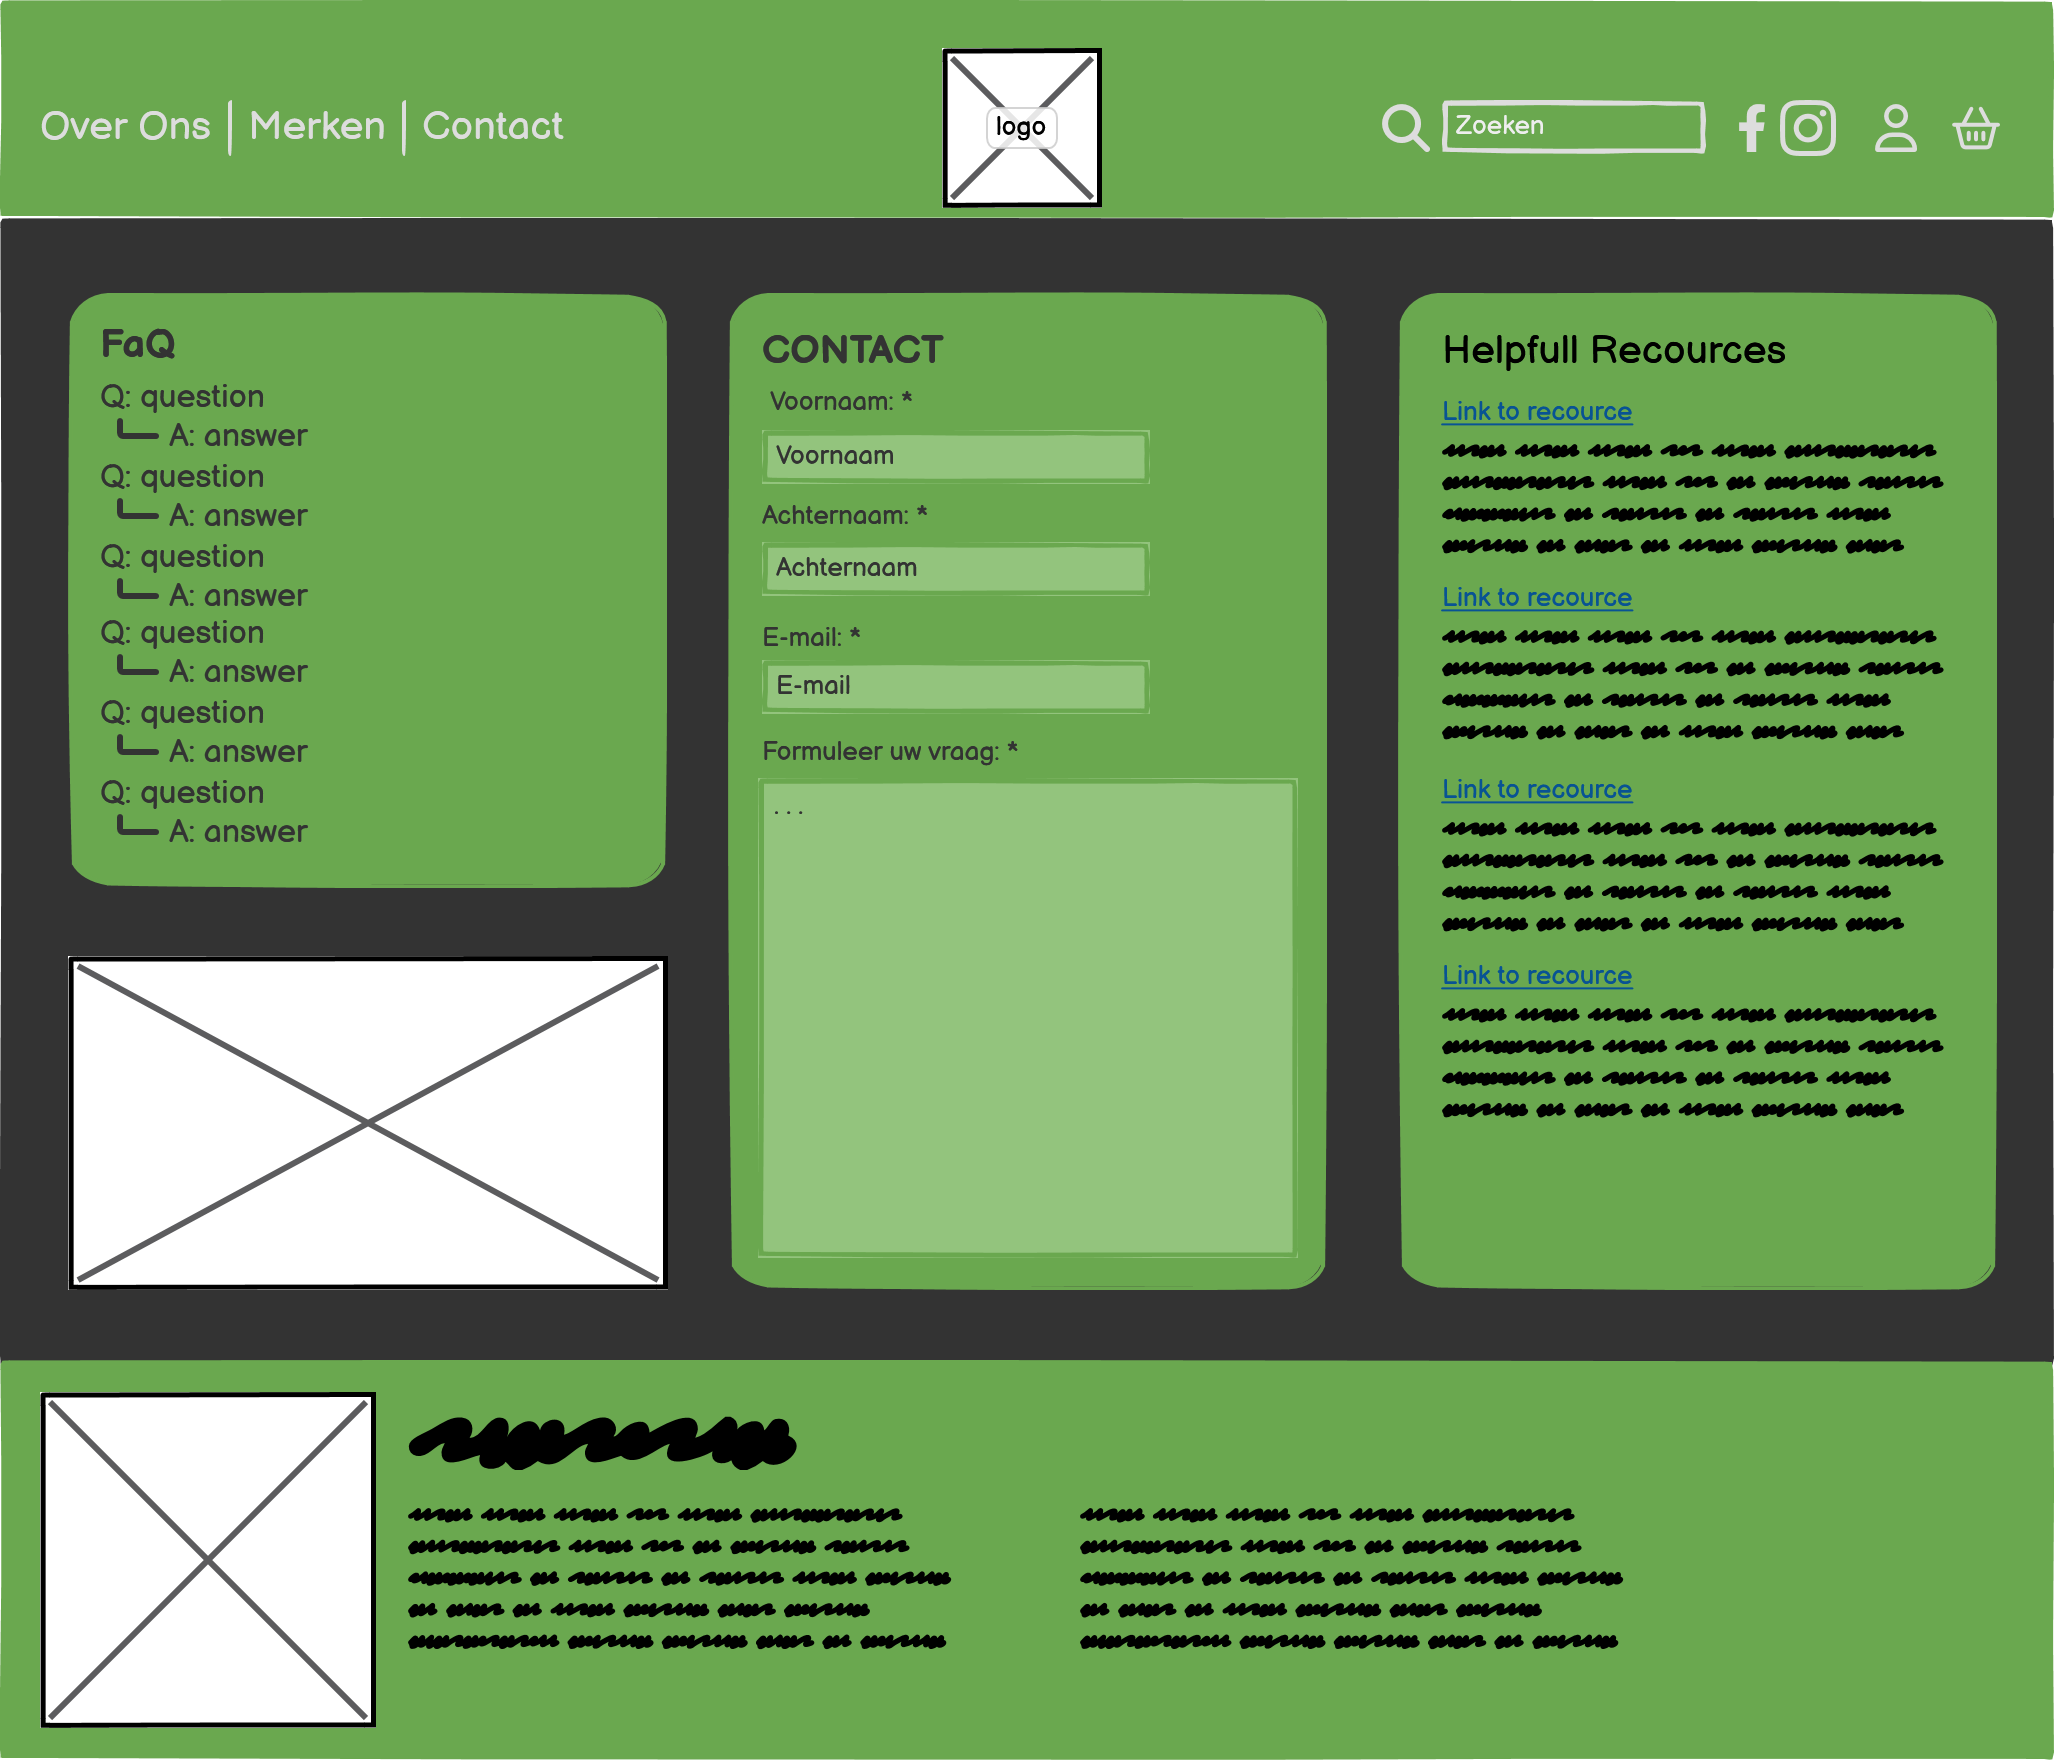 Over Ons
Merken
Contact
logo
Zoeken
FaQ
Q: question
A: answer
Q: question
A: answer
Q: question
A: answer
Q: question
A: answer
Q: question
A: answer
Q: question
A: answer
CONTACT
Voornaam: *
Voornaam
Achternaam: *
Achternaam
E-mail: *
E-mail
Formuleer uw vraag: *
...
Helpfull Recources
Link to recource
Link to recource
Link to recource
Link to recource